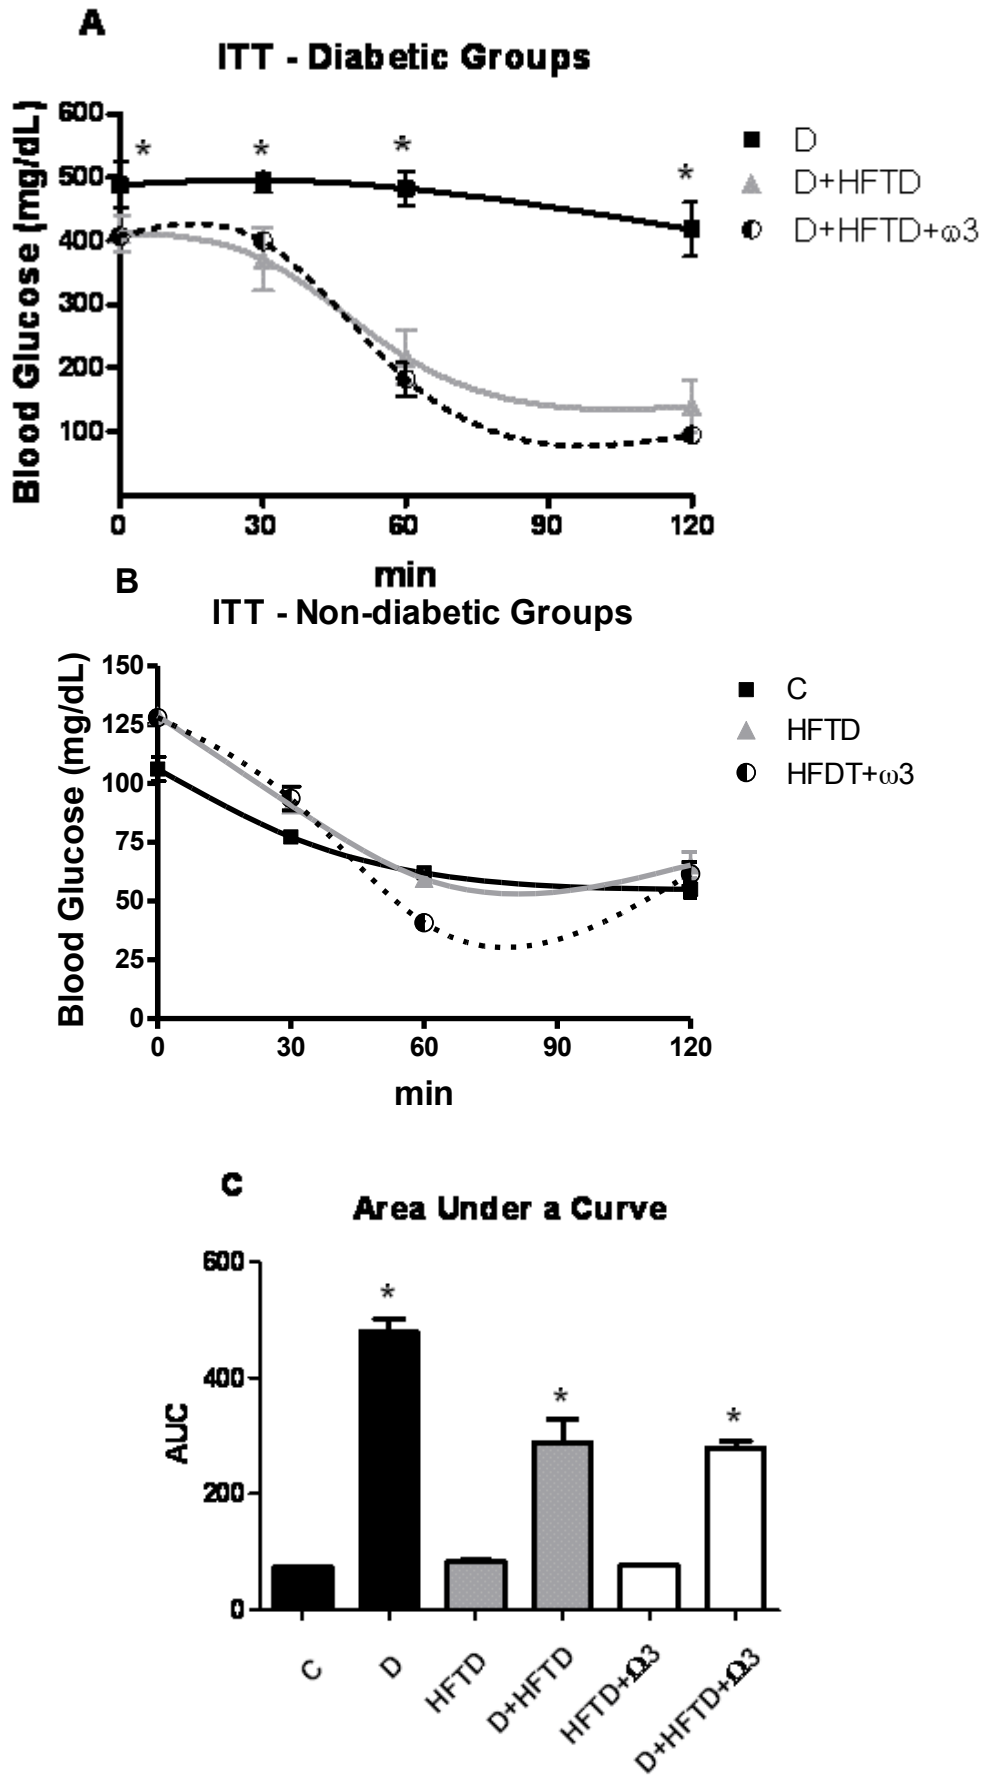 A
ITT - Diabetic Groups
Blood Glucose (mg/dL)
600
500
400
300
200
100
* * * *
D
D+HFTD
D+HFTD+ω3
0 30 60 90 120
min
B
ITT - Non-diabetic Groups
Blood Glucose (mg/dL)
150
125
100
75
50
25
0
C
HFTD
HFDT+ω3
0 30 60 90 120
min
C
Area Under a Curve
AUC
600
400
200
0
* * *
C
D
HFTD
D+HFTD
HFTD+Ω3
D+HFTD+Ω3